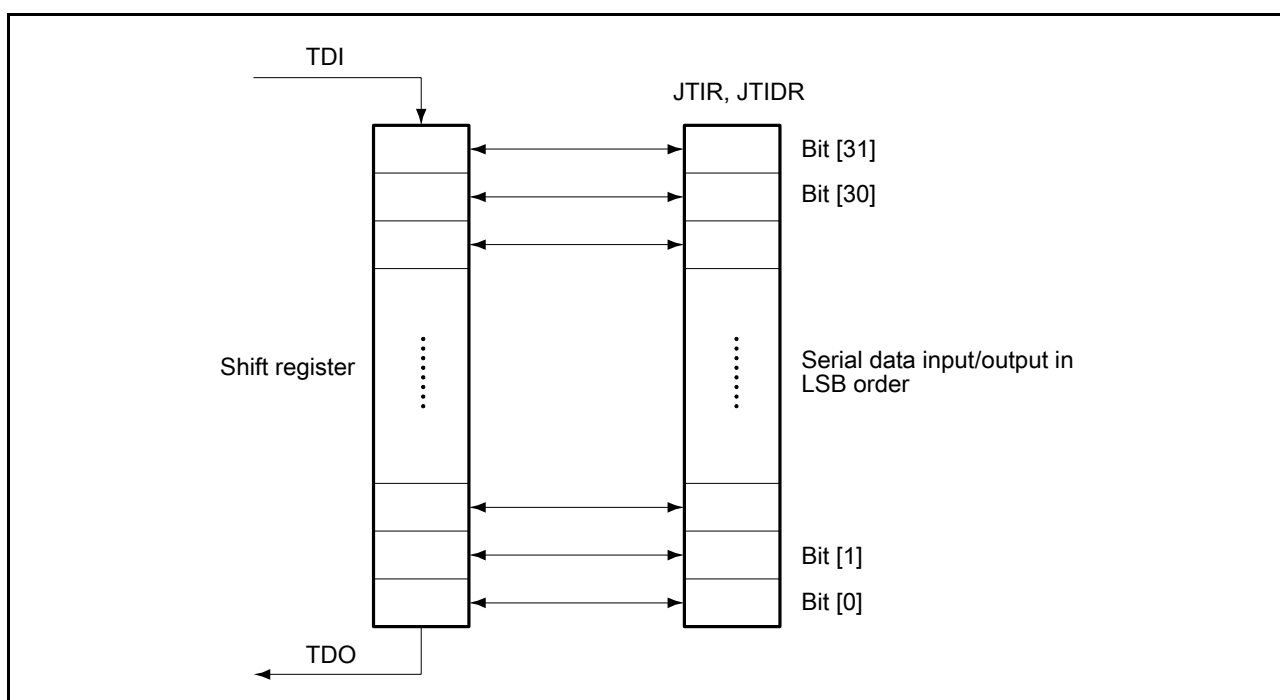 TDI
JTIR, JTIDR
Bit [31]
Bit [30]
Shift register
Serial data input/output in
LSB order
Bit [1]
Bit [0]
TDO